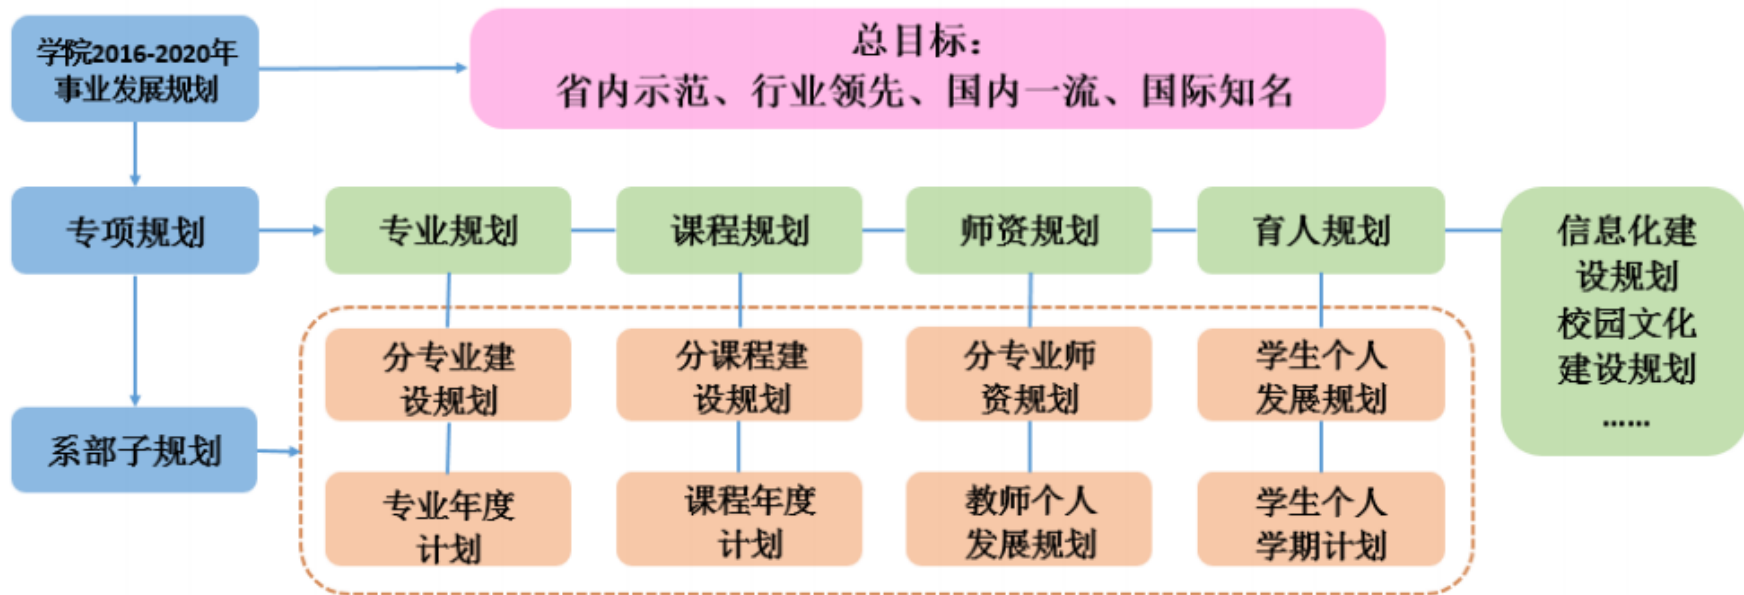 学院2016-2020年
事业发展规划
总目标：
省内示范、行业领先、国内一流、国际知名
专项规划
专业规划
课程规划
师资规划
育人规划
信息化建
设规划
校园文化
建设规划
……
系部子规划
分专业建
设规划
分课程建
设规划
分专业师
资规划
学生个人
发展规划
专业年度
计划
课程年度
计划
教师个人
发展规划
学生个人
学期计划